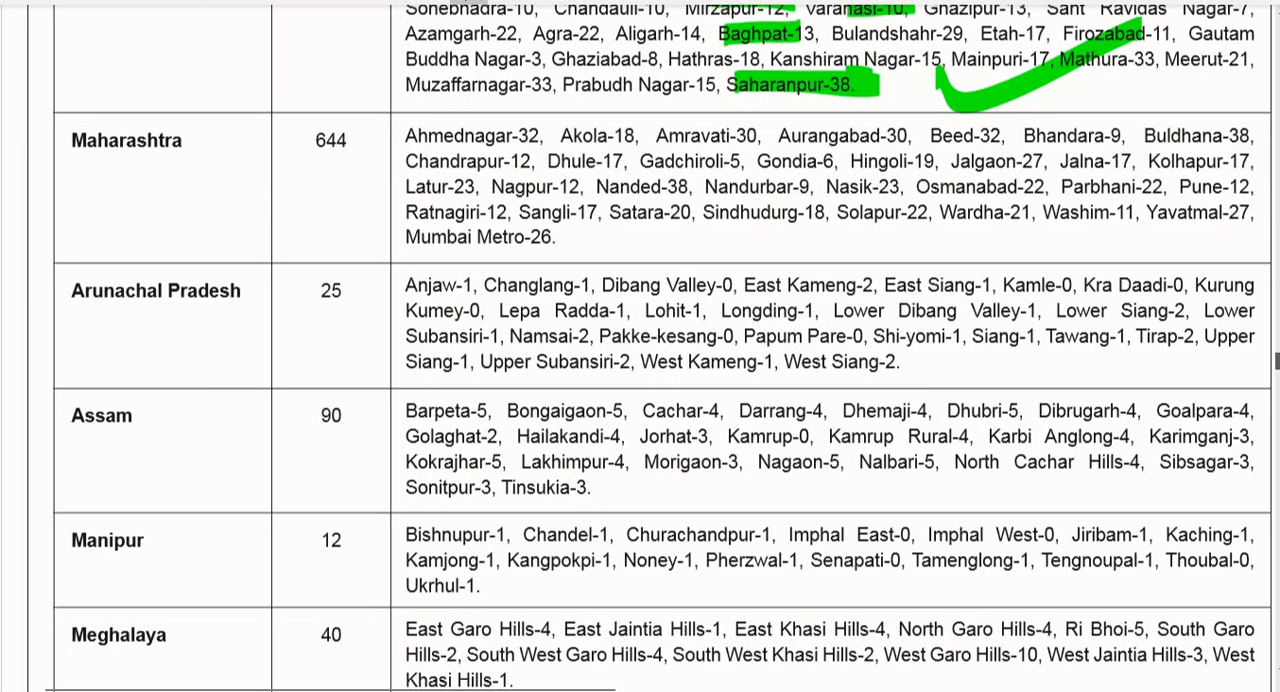 Sonebhadra-10, Chandauli-10, Mirzapur-12, Varanasi-10, Ghazipur-13, Sant Ravidas Nagar-7,
Azamgarh-22, Agra-22, Aligarh-14, Baghpat-13, Bulandshahr-29, Etah-17, Firozabad-11, Gautam
Buddha Nagar-3, Ghaziabad-8, Hathras-18, Kanshiram Nagar-15, Mainpuri-17, Mathura-33, Meerut-21,
Muzaffarnagar-33, Prabudh Nagar-15, Saharanpur-38.
Maharashtra
644
Ahmednagar-32, Akola-18, Amravati-30, Aurangabad-30, Beed-32, Bhandara-9, Buldhana-38,
Chandrapur-12, Dhule-17, Gadchiroli-5, Gondia-6, Hingoli-19, Jalgaon-27, Jalna-17, Kolhapur-17,
Latur-23, Nagpur-12, Nanded-38, Nandurbar-9, Nasik-23, Osmanabad-22, Parbhani-22, Pune-12,
Ratnagiri-12, Sangli-17, Satara-20, Sindhudurg-18, Solapur-22, Wardha-21, Washim-11, Yavatmal-27,
Mumbai Metro-26.
Arunachal Pradesh
25
Anjaw-1, Changlang-1, Dibang Valley-0, East Kameng-2, East Siang-1, Kamle-0, Kra Daadi-0, Kurung
Kumey-0, Lepa Radda-1, Lohit-1, Longding-1, Lower Dibang Valley-1, Lower Siang-2, Lower
Subansiri-1, Namsai-2, Pakke-kesang-0, Papum Pare-0, Shi-yomi-1, Siang-1, Tawang-1, Tirap-2, Upper
Siang-1, Upper Subansiri-2, West Kameng-1, West Siang-2.
Assam
90
Barpeta-5, Bongaigaon-5, Cachar-4, Darrang-4, Dhemaji-4, Dhubri-5, Dibrugarh-4, Goalpara-4,
Golaghat-2, Hailakandi-4, Jorhat-3, Kamrup-0, Kamrup Rural-4, Karbi Anglong-4, Karimganj-3,
Kokrajhar-5, Lakhimpur-4, Morigaon-3, Nagaon-5, Nalbari-5, North Cachar Hills-4, Sibsagar-3,
Sonitpur-3, Tinsukia-3.
Manipur
12
Bishnupur-1, Chandel-1, Churachandpur-1, Imphal East-0, Imphal West-0, Jiribam-1, Kaching-1,
Kamjong-1, Kangpokpi-1, Noney-1, Pherzwal-1, Senapati-0, Tamenglong-1, Tengnoupal-1, Thoubal-0,
Ukrhul-1.
Meghalaya
40
East Garo Hills-4, East Jaintia Hills-1, East Khasi Hills-4, North Garo Hills-4, Ri Bhoi-5, South Garo
Hills-2, South West Garo Hills-4, South West Khasi Hills-2, West Garo Hills-10, West Jaintia Hills-3, West
Khasi Hills-1.